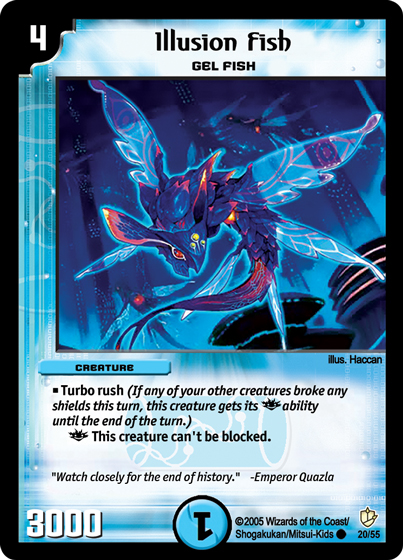 4
Illusion Fish
GEL FISH
illus. Haccan
CREATURE
▪ Turbo rush (If any of your other creatures broke any
shields this turn, this creature gets its ability
until the end of the turn.)
This creature can't be blocked.
"Watch closely for the end of history." -Emperor Quazla
3000
©2005 Wizards of the Coast/
Shogakukan/Mitsui-Kids ● 20/55